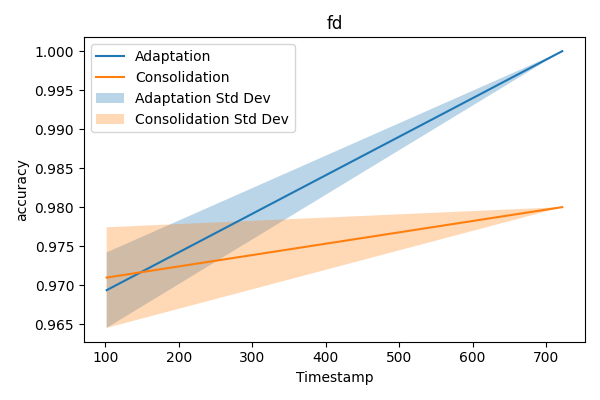 fd
1.000
0.995
0.990
0.985
0.980
0.975
0.970
0.965
accuracy
Adaptation
Consolidation
Adaptation Std Dev
Consolidation Std Dev
100 200 300 400 500 600 700
Timestamp